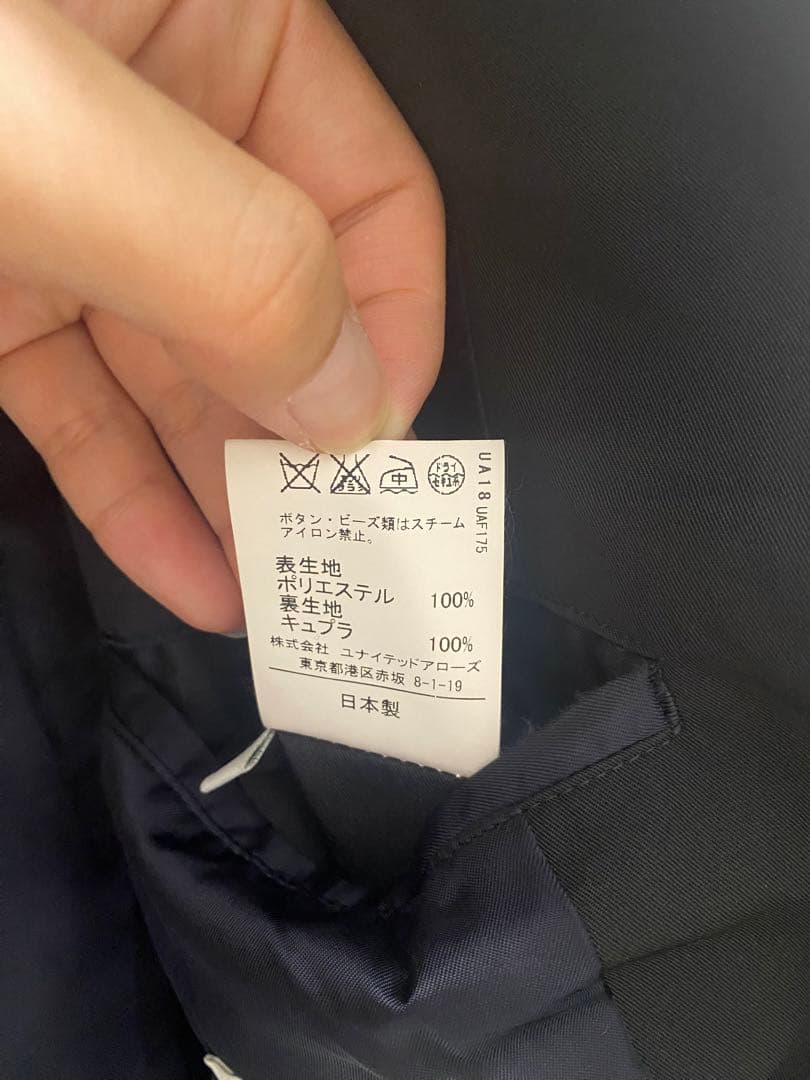 中
ドライ
セキユ系
UA18 UAF175
ボタン・ビーズ類はスチーム
アイロン禁止。
表生地
ポリエステル 100%
裏生地
キュプラ 100%
株式会社 ユナイテッドアローズ
東京都港区赤坂 8-1-19
日本製